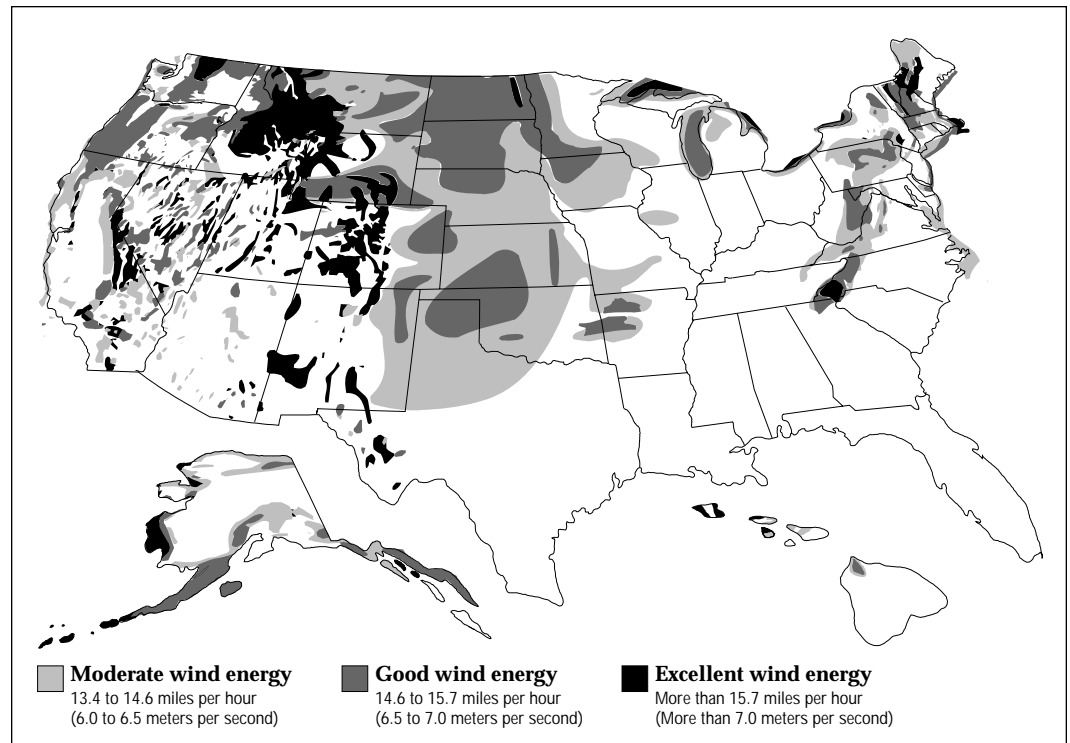 Moderate wind energy
13.4 to 14.6 miles per hour
(6.0 to 6.5 meters per second)
Good wind energy
14.6 to 15.7 miles per hour
(6.5 to 7.0 meters per second)
Excellent wind energy
More than 15.7 miles per hour
(More than 7.0 meters per second)